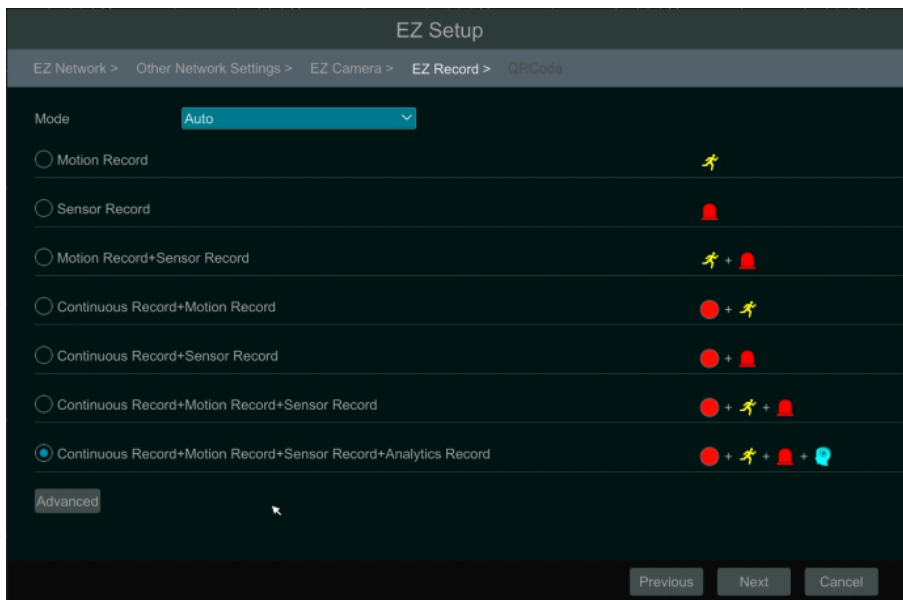 EZ Setup
EZ Network > Other Network Settings > EZ Camera > EZ Record > QRCode
Mode Auto
Motion Record
Sensor Record
Motion Record+Sensor Record
Continuous Record+Motion Record
Continuous Record+Sensor Record
Continuous Record+Motion Record+Sensor Record
Continuous Record+Motion Record+Sensor Record+Analytics Record
Advanced
Previous Next Cancel